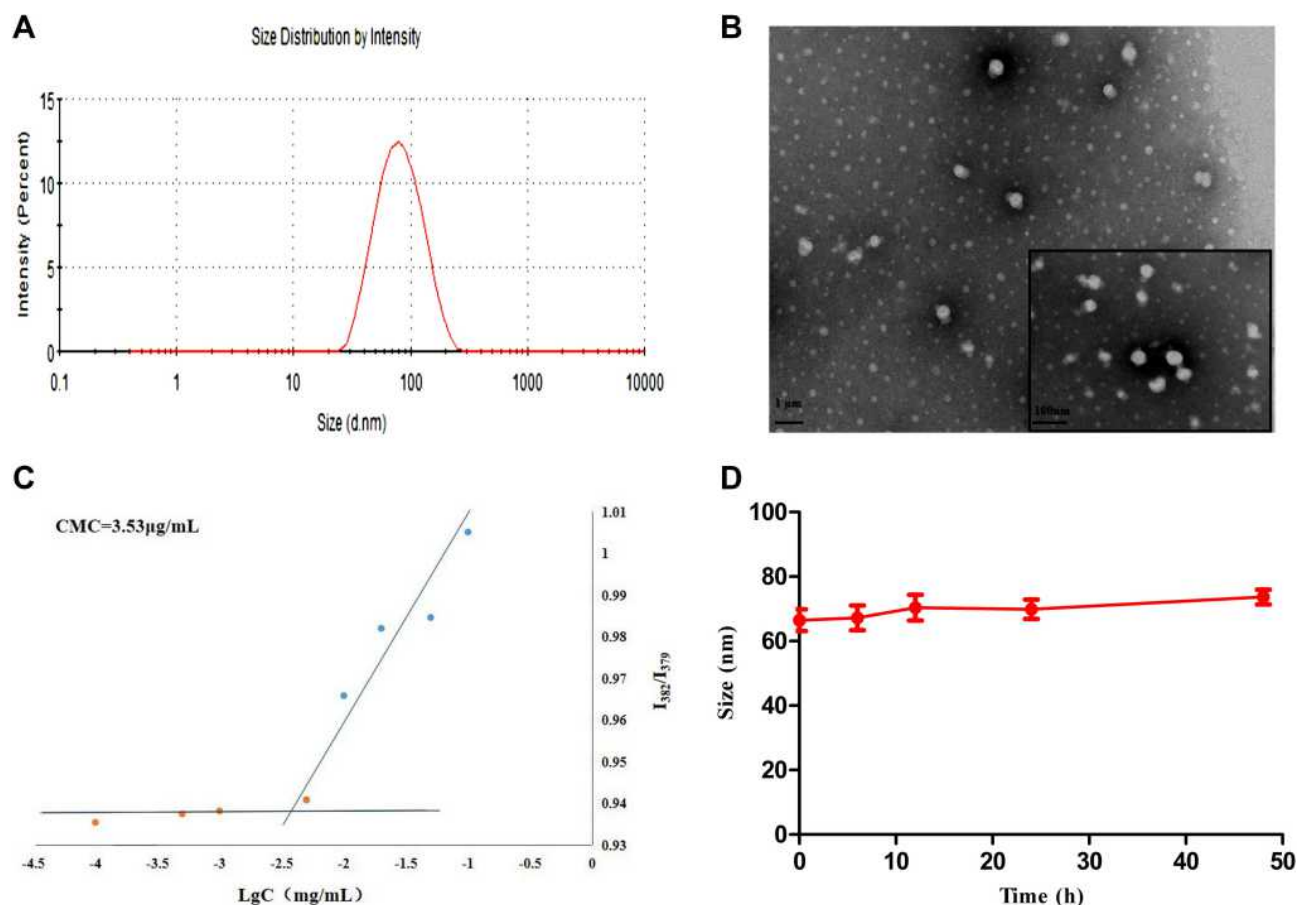 A
Size Distribution by Intensity
Intensity (Percent)
15
10
5
0
0.1 1 10 100 1000 10000
Size (d.nm)
B
1 μm
100nm
C
CMC=3.53μg/mL
1.01
1
0.99
0.98
0.97
0.96
0.95
0.94
0.93
I382/I379
-4.5 -4 -3.5 -3 -2.5 -2 -1.5 -1 -0.5 0
LgC（mg/mL）
D
Size (nm)
100
80
60
40
20
0
0 10 20 30 40 50
Time (h)